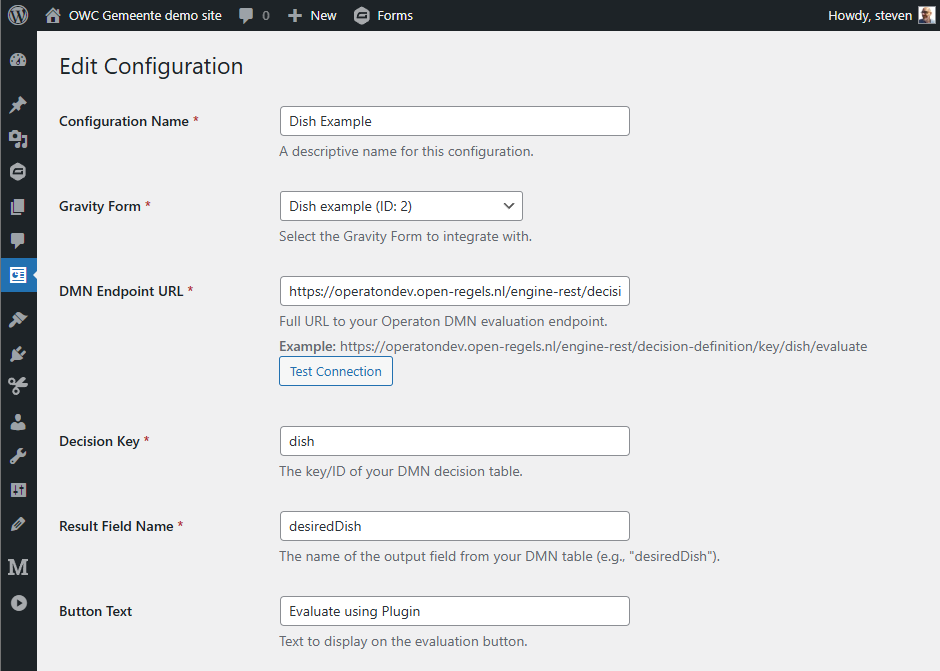 OWC Gemeente demo site 0 New Forms Howdy, steven
Edit Configuration
Configuration Name * Dish Example
A descriptive name for this configuration.
Gravity Form * Dish example (ID: 2)
Select the Gravity Form to integrate with.
DMN Endpoint URL * https://operatondev.open-regels.nl/engine-rest/decisi
Full URL to your Operaton DMN evaluation endpoint.
Example: https://operatondev.open-regels.nl/engine-rest/decision-definition/key/dish/evaluate
Test Connection
Decision Key * dish
The key/ID of your DMN decision table.
Result Field Name * desiredDish
The name of the output field from your DMN table (e.g., "desiredDish").
Button Text Evaluate using Plugin
Text to display on the evaluation button.
M